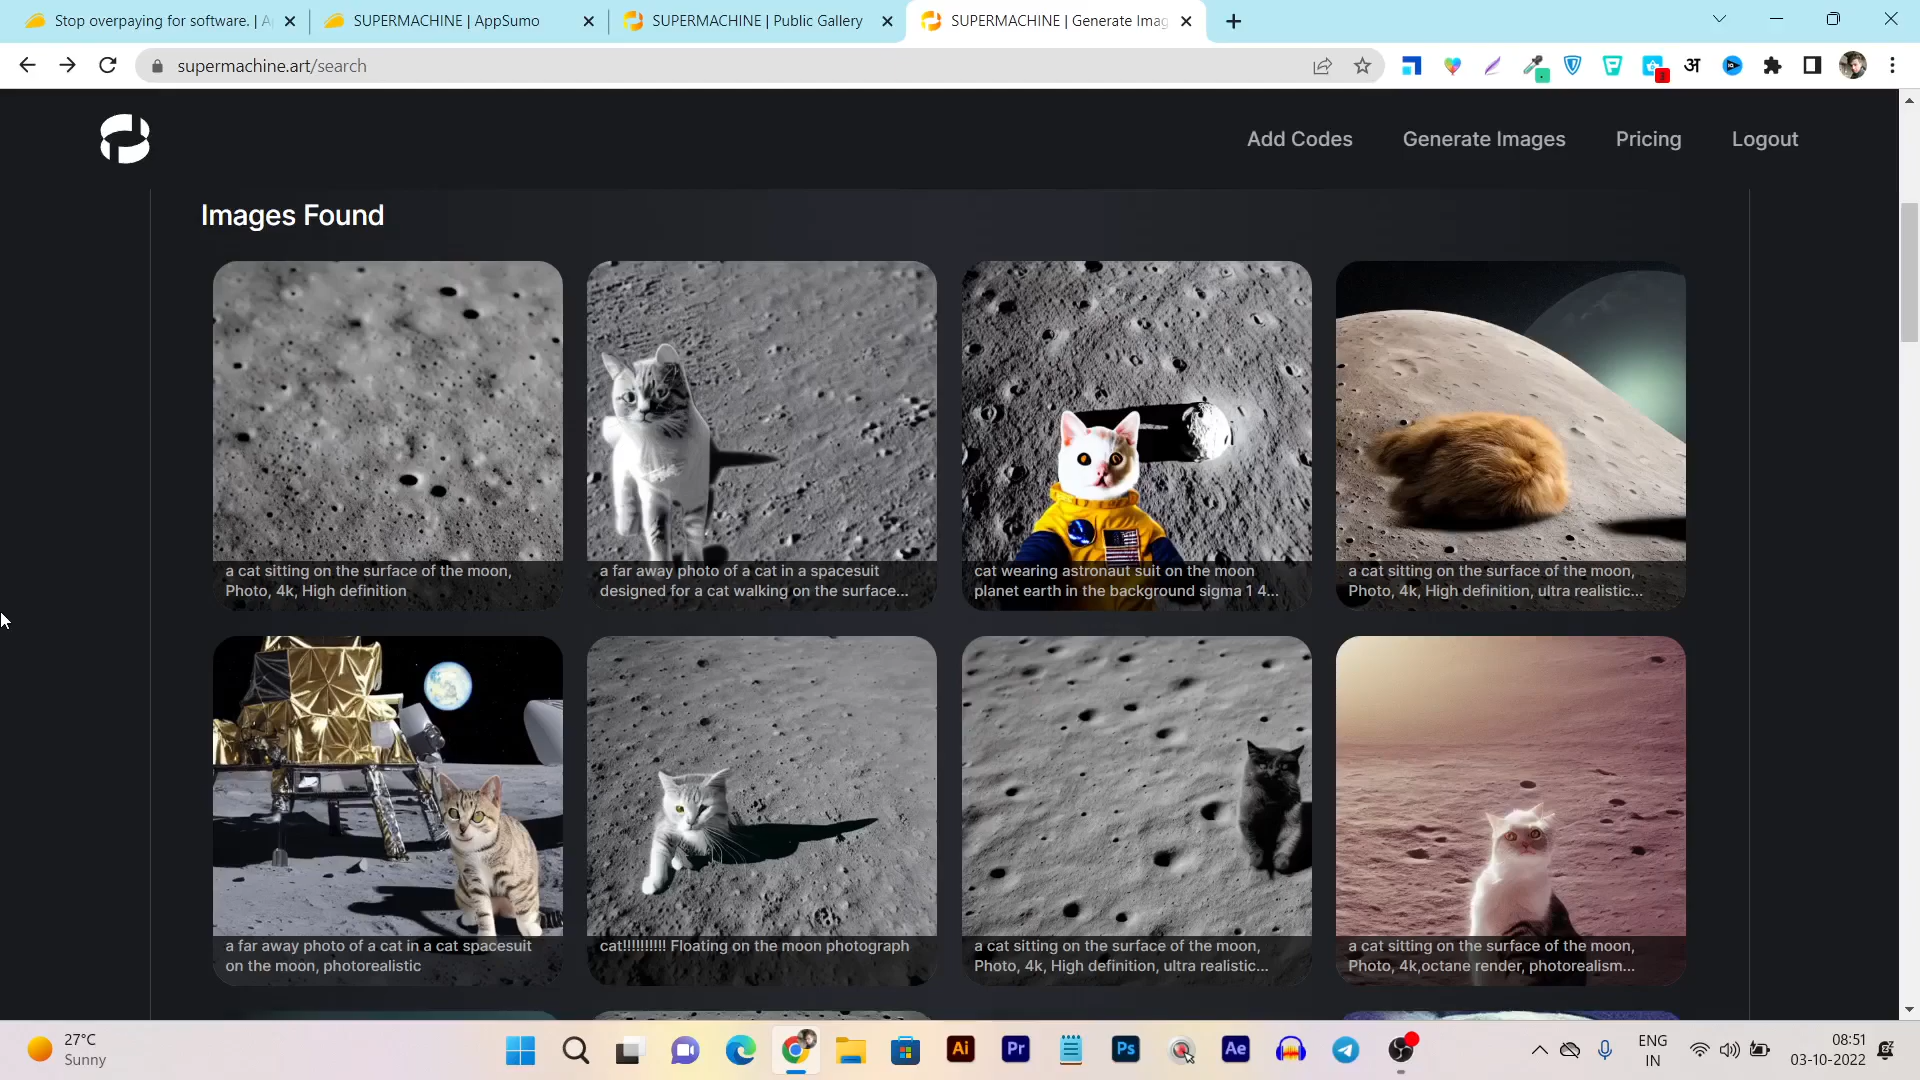 Stop overpaying for software. | A
SUPERMACHINE | AppSumo
SUPERMACHINE | Public Gallery
SUPERMACHINE | Generate Imag
supermachine.art/search
अ
Add Codes
Generate Images
Pricing
Logout
Images Found
a cat sitting on the surface of the moon,
Photo, 4k, High definition
a far away photo of a cat in a spacesuit
designed for a cat walking on the surface...
cat wearing astronaut suit on the moon
planet earth in the background sigma 1 4...
a cat sitting on the surface of the moon,
Photo, 4k, High definition, ultra realistic...
a far away photo of a cat in a cat spacesuit
on the moon, photorealistic
cat!!!!!!!!!! Floating on the moon photograph
a cat sitting on the surface of the moon,
Photo, 4k, High definition, ultra realistic...
a cat sitting on the surface of the moon,
Photo, 4k,octane render, photorealism...
27°C
Sunny
Ai
Pr
Ps
Ae
ENG
IN
08:51
03-10-2022